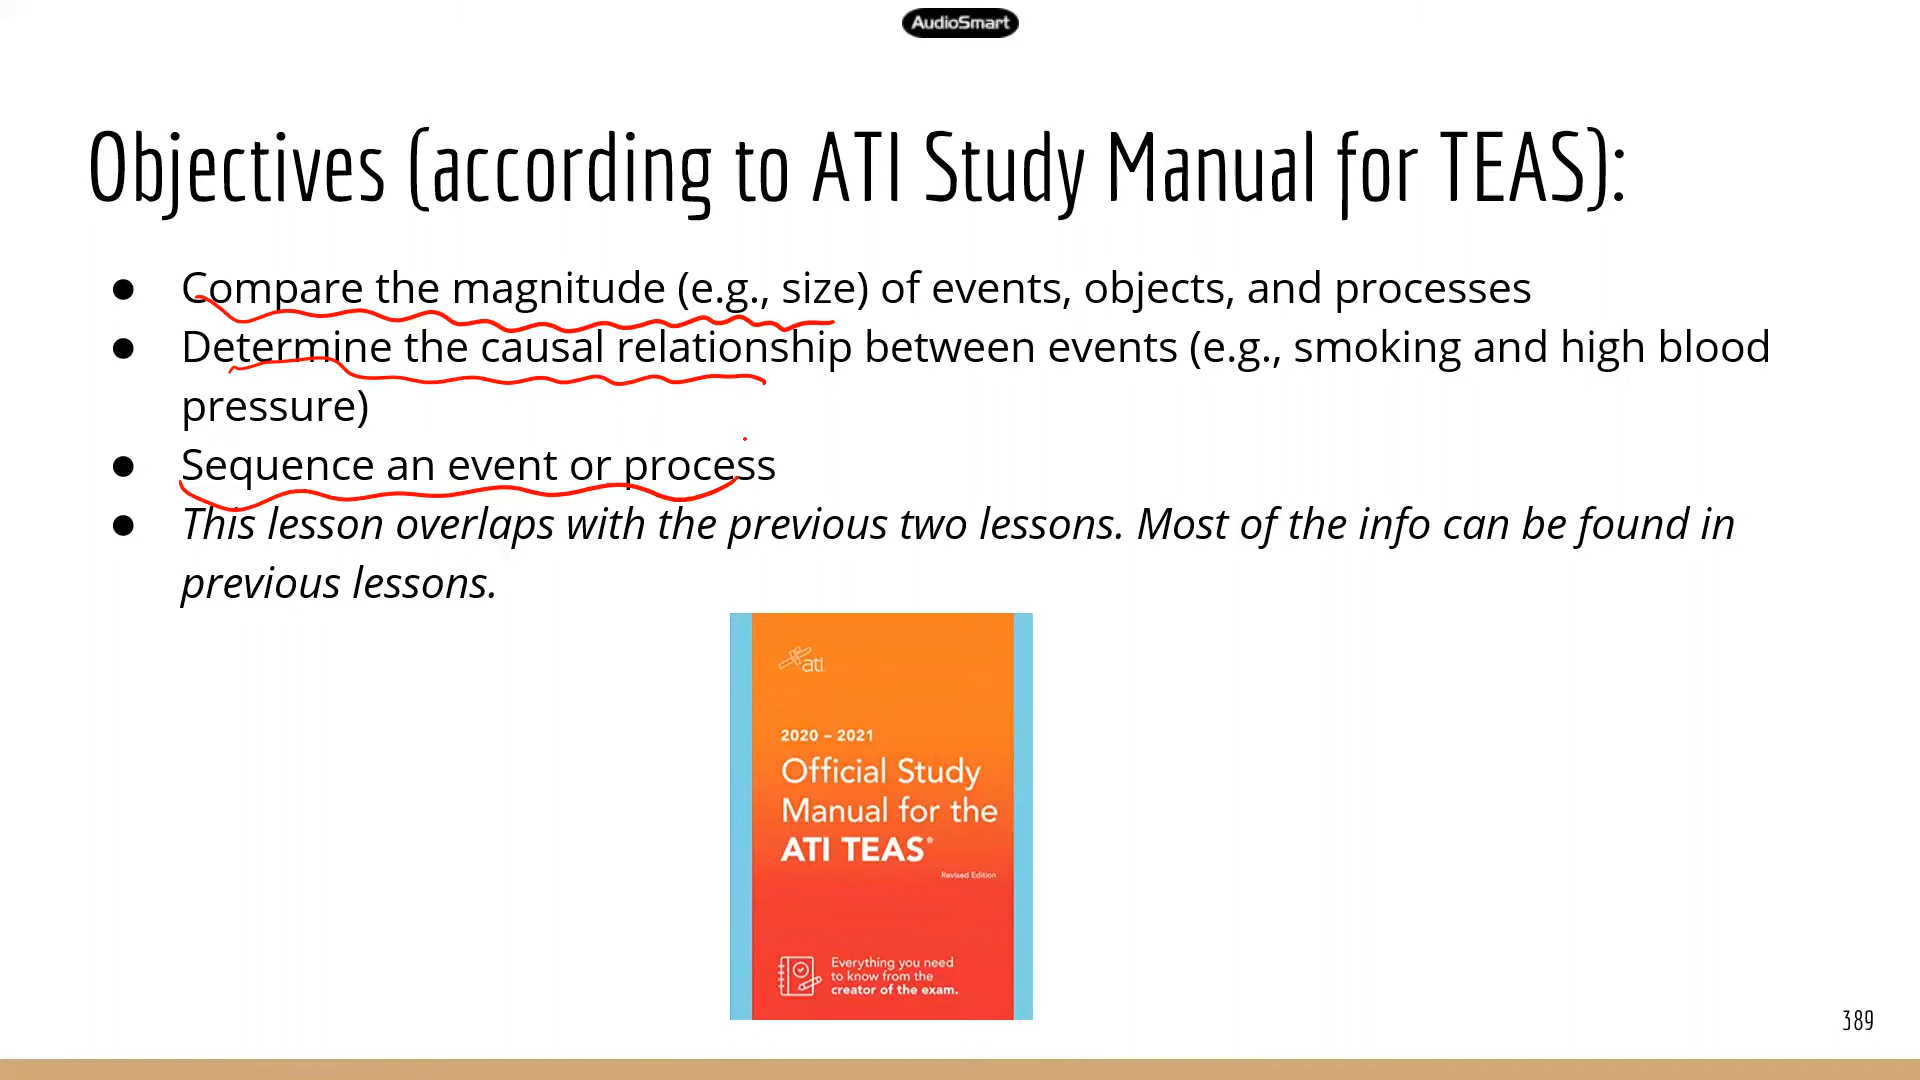 AudioSmart
Objectives (according to ATI Study Manual for TEAS):
● Compare the magnitude (e.g., size) of events, objects, and processes
● Determine the causal relationship between events (e.g., smoking and high blood
pressure)
● Sequence an event or process
● This lesson overlaps with the previous two lessons. Most of the info can be found in
previous lessons.
ati
2020 – 2021
Official Study
Manual for the
ATI TEAS®
Revised Edition
Everything you need
to know from the
creator of the exam.
389